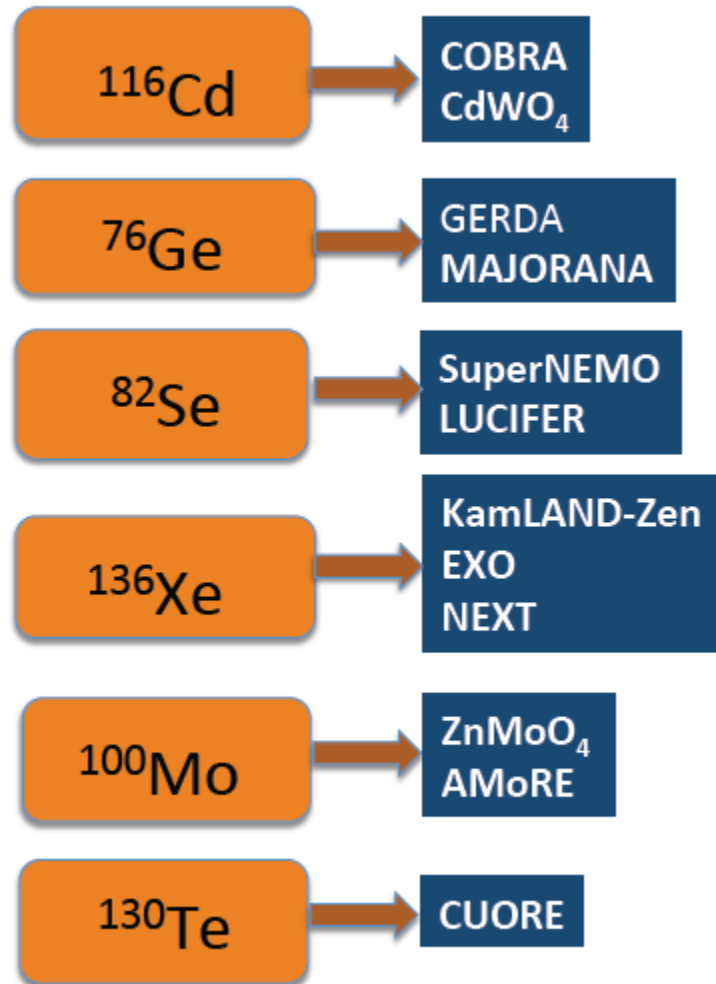 ¹¹⁶Cd
COBRA
CdWO₄
⁷⁶Ge
GERDA
MAJORANA
⁸²Se
SuperNEMO
LUCIFER
¹³⁶Xe
KamLAND-Zen
EXO
NEXT
¹⁰⁰Mo
ZnMoO₄
AMoRE
¹³⁰Te
CUORE